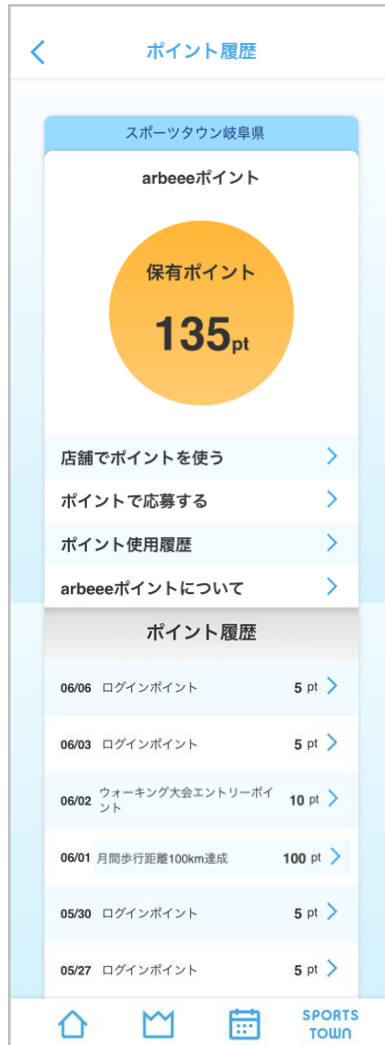 ポイント履歴
スポーツタウン岐阜県
arbeeeポイント
保有ポイント
135pt
店舗でポイントを使う
ポイントで応募する
ポイント使用履歴
arbeeeポイントについて
ポイント履歴
06/06 ログインポイント 5 pt
06/03 ログインポイント 5 pt
06/02 ウォーキング大会エントリーポイ
ント 10 pt
06/01 月間歩行距離100km達成 100 pt
05/30 ログインポイント 5 pt
05/27 ログインポイント 5 pt
SPORTS
TOWN